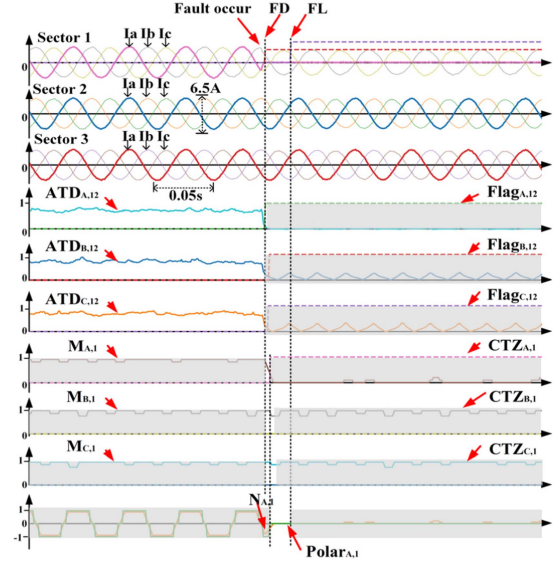 Fault occur FD FL
Sector 1 Ia Ib Ic
0
Sector 2 Ia Ib Ic 6.5A
0
Sector 3 Ia Ib Ic
0
0.05s
ATDA,12 FlagA,12
1
0
ATDB,12 FlagB,12
1
0
ATDC,12 FlagC,12
1
0
MA,1 CTZA,1
1
0
MB,1 CTZB,1
1
0
MC,1 CTZC,1
1
0
NA,1
1
0
-1
PolarA,1